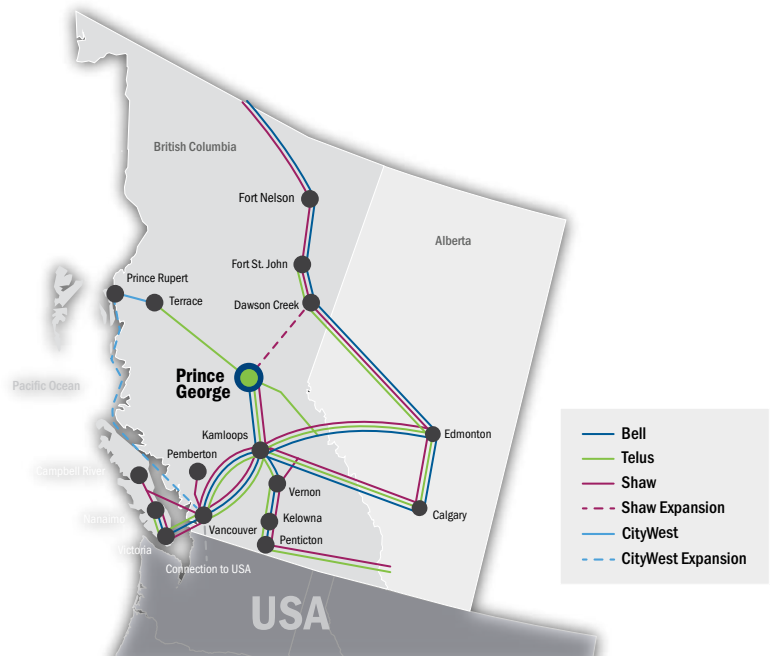 British Columbia
Fort Nelson
Alberta
Fort St. John
Prince Rupert
Terrace
Dawson Creek
Prince
George
Pacific Ocean
Kamloops
Edmonton
Pemberton
Campbell River
Vernon
Calgary
Nanaimo
Kelowna
Vancouver
Penticton
Victoria
Connection to USA
USA
Bell
Telus
Shaw
Shaw Expansion
CityWest
CityWest Expansion